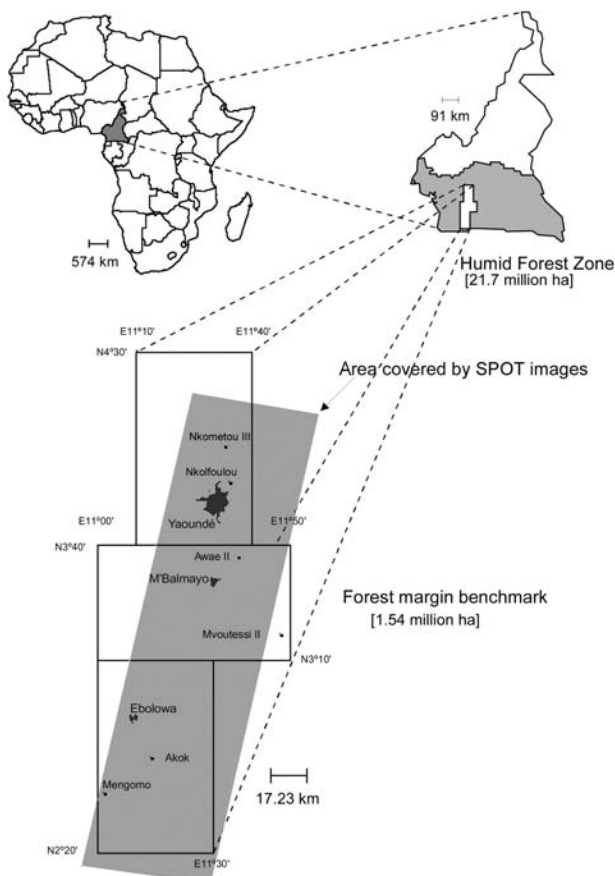 91 km
574 km
Humid Forest Zone
[21.7 million ha]
E11º10'
E11º40'
N4º30'
Area covered by SPOT images
Nkometou III
Nkolfoulou
Yaoundé
E11º00'
E11º50'
N3º40'
Awae II
M'Balmayo
Forest margin benchmark
[1.54 million ha]
Mvoutessi II
N3º10'
Ebolowa
Akok
Mengomo
17.23 km
N2º20'
E11º30'